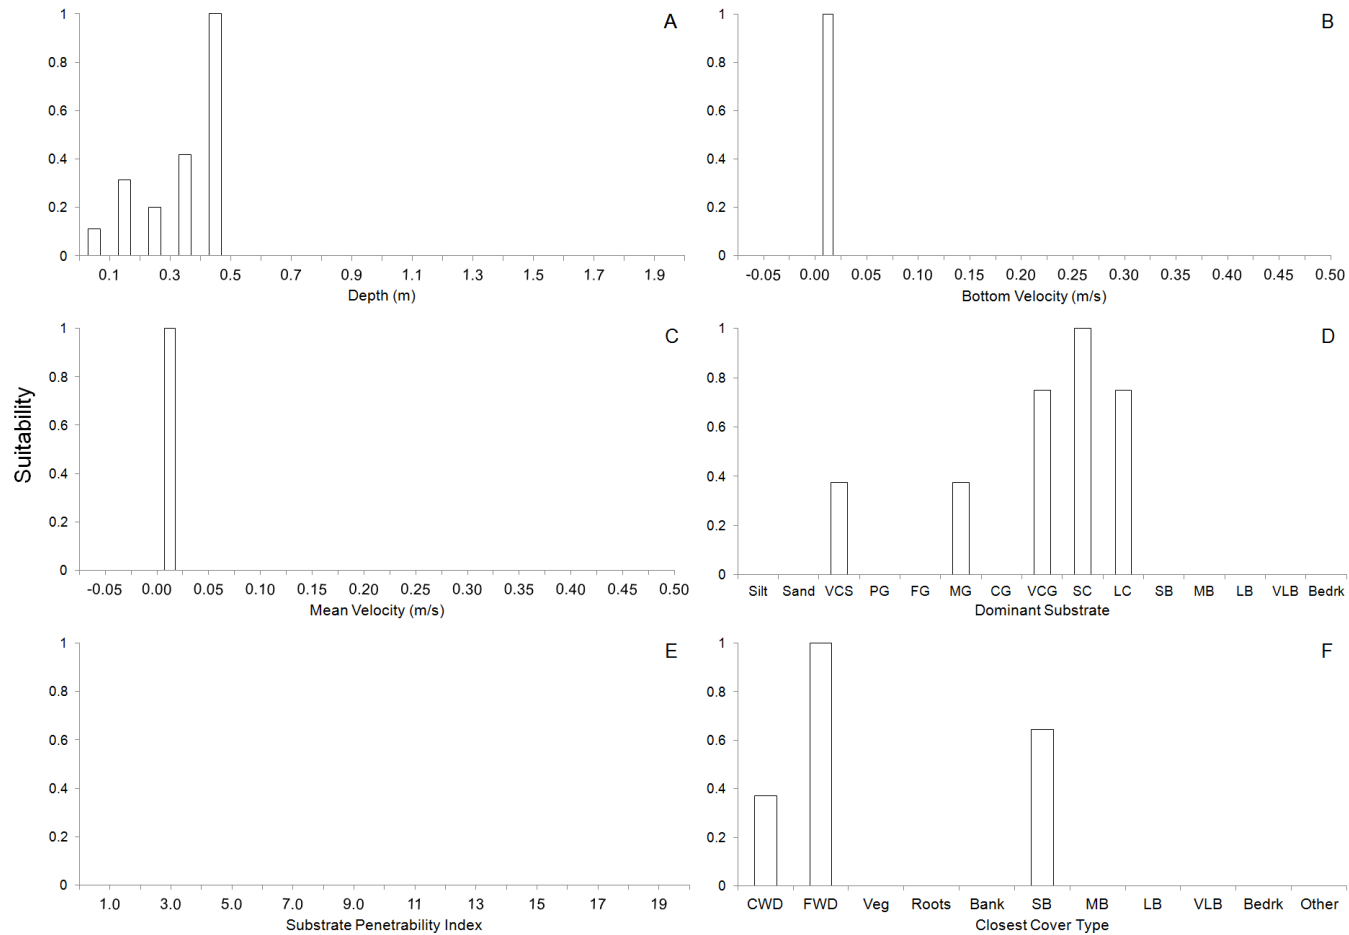 Suitability
A
1
0.8
0.6
0.4
0.2
0
0.1 0.3 0.5 0.7 0.9 1.1 1.3 1.5 1.7 1.9
Depth (m)
B
1
0.8
0.6
0.4
0.2
0
-0.05 0.00 0.05 0.10 0.15 0.20 0.25 0.30 0.35 0.40 0.45 0.50
Bottom Velocity (m/s)
C
1
0.8
0.6
0.4
0.2
0
-0.05 0.00 0.05 0.10 0.15 0.20 0.25 0.30 0.35 0.40 0.45 0.50
Mean Velocity (m/s)
D
1
0.8
0.6
0.4
0.2
0
Silt Sand VCS PG FG MG CG VCG SC LC SB MB LB VLB Bedrk
Dominant Substrate
E
1
0.8
0.6
0.4
0.2
0
1.0 3.0 5.0 7.0 9.0 11 13 15 17 19
Substrate Penetrability Index
F
1
0.8
0.6
0.4
0.2
0
CWD FWD Veg Roots Bank SB MB LB VLB Bedrk Other
Closest Cover Type